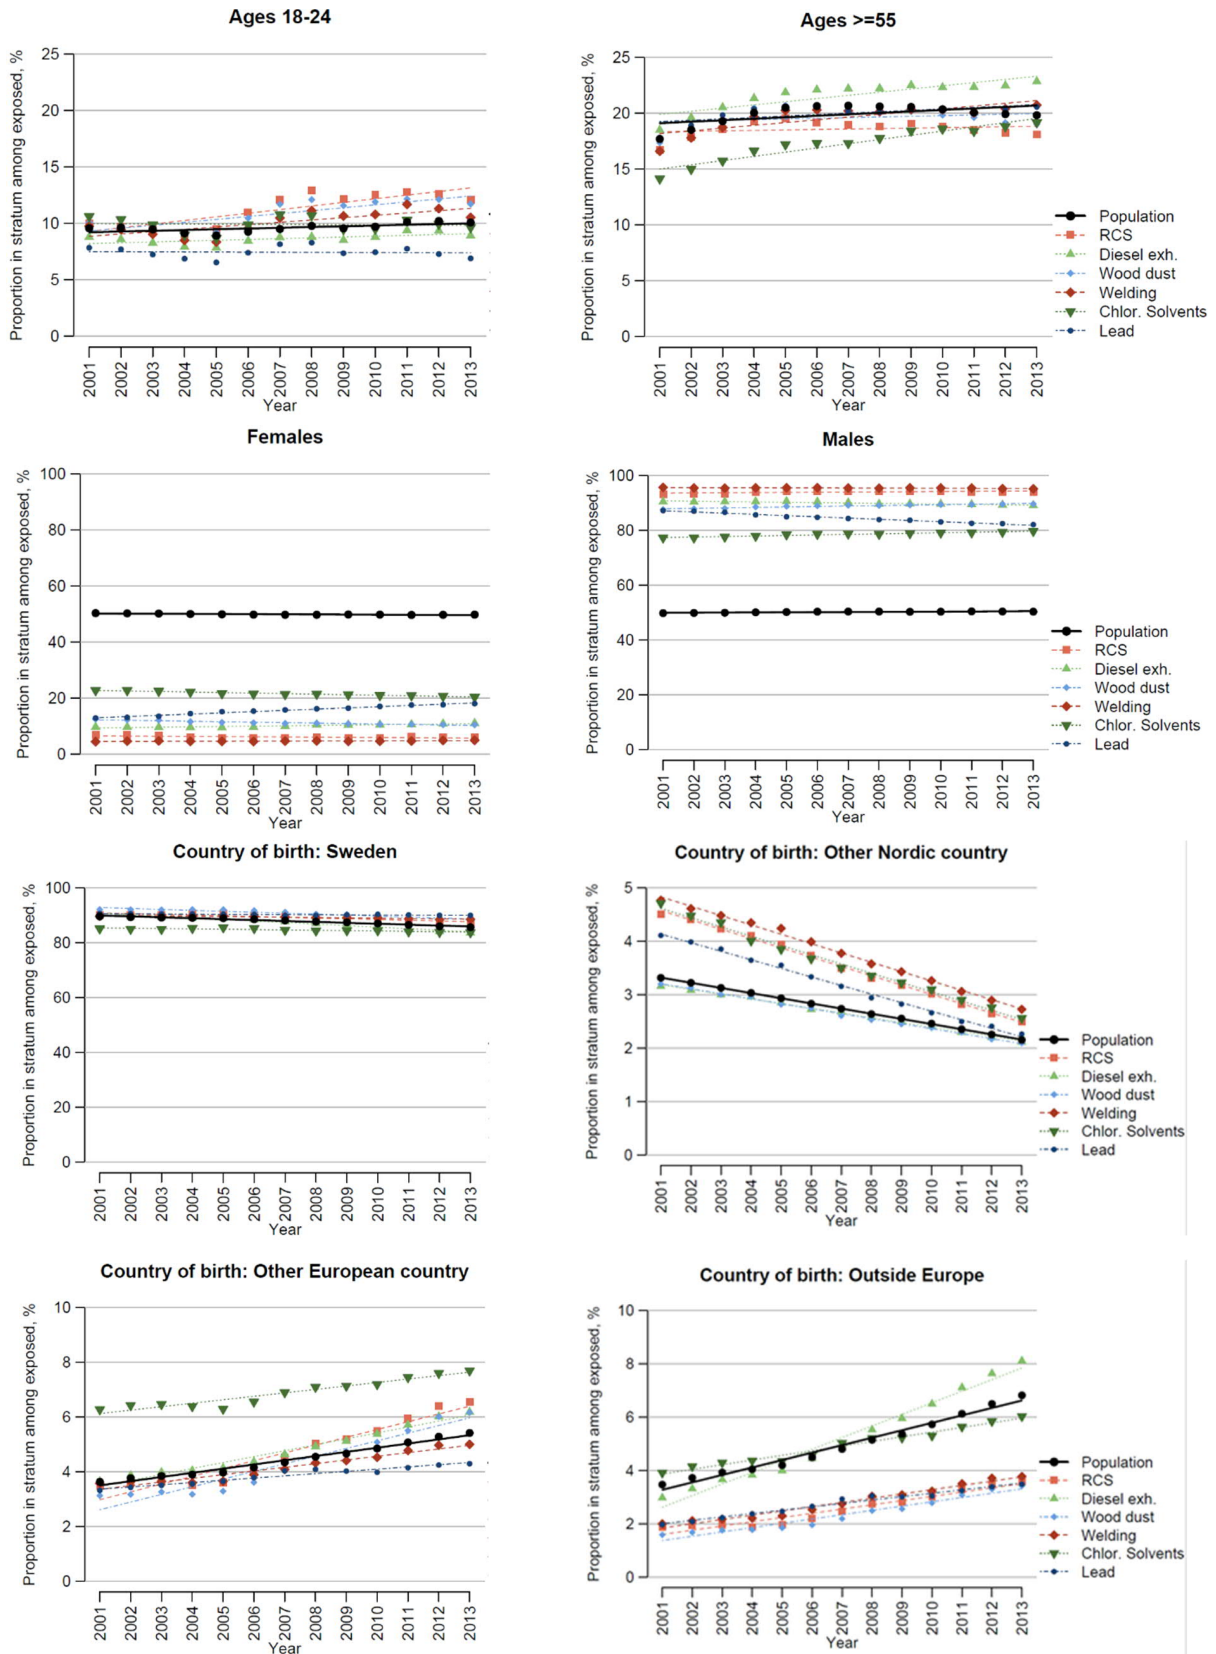 Ages 18-24
Proportion in stratum among exposed, %
25
20
15
10
5
0
2001
2002
2003
2004
2005
2006
2007
2008
2009
2010
2011
2012
2013
Year
Ages >=55
Proportion in stratum among exposed, %
25
20
15
10
5
0
2001
2002
2003
2004
2005
2006
2007
2008
2009
2010
2011
2012
2013
Year
Population
RCS
Diesel exh.
Wood dust
Welding
Chlor. Solvents
Lead
Females
Proportion in stratum among exposed, %
100
80
60
40
20
0
2001
2002
2003
2004
2005
2006
2007
2008
2009
2010
2011
2012
2013
Year
Males
Proportion in stratum among exposed, %
100
80
60
40
20
0
2001
2002
2003
2004
2005
2006
2007
2008
2009
2010
2011
2012
2013
Year
Population
RCS
Diesel exh.
Wood dust
Welding
Chlor. Solvents
Lead
Country of birth: Sweden
Proportion in stratum among exposed, %
100
80
60
40
20
0
2001
2002
2003
2004
2005
2006
2007
2008
2009
2010
2011
2012
2013
Year
Country of birth: Other Nordic country
Proportion in stratum among exposed, %
5
4
3
2
1
0
2001
2002
2003
2004
2005
2006
2007
2008
2009
2010
2011
2012
2013
Year
Population
RCS
Diesel exh.
Wood dust
Welding
Chlor. Solvents
Lead
Country of birth: Other European country
Proportion in stratum among exposed, %
10
8
6
4
2
0
2001
2002
2003
2004
2005
2006
2007
2008
2009
2010
2011
2012
2013
Year
Country of birth: Outside Europe
Proportion in stratum among exposed, %
10
8
6
4
2
0
2001
2002
2003
2004
2005
2006
2007
2008
2009
2010
2011
2012
2013
Year
Population
RCS
Diesel exh.
Wood dust
Welding
Chlor. Solvents
Lead